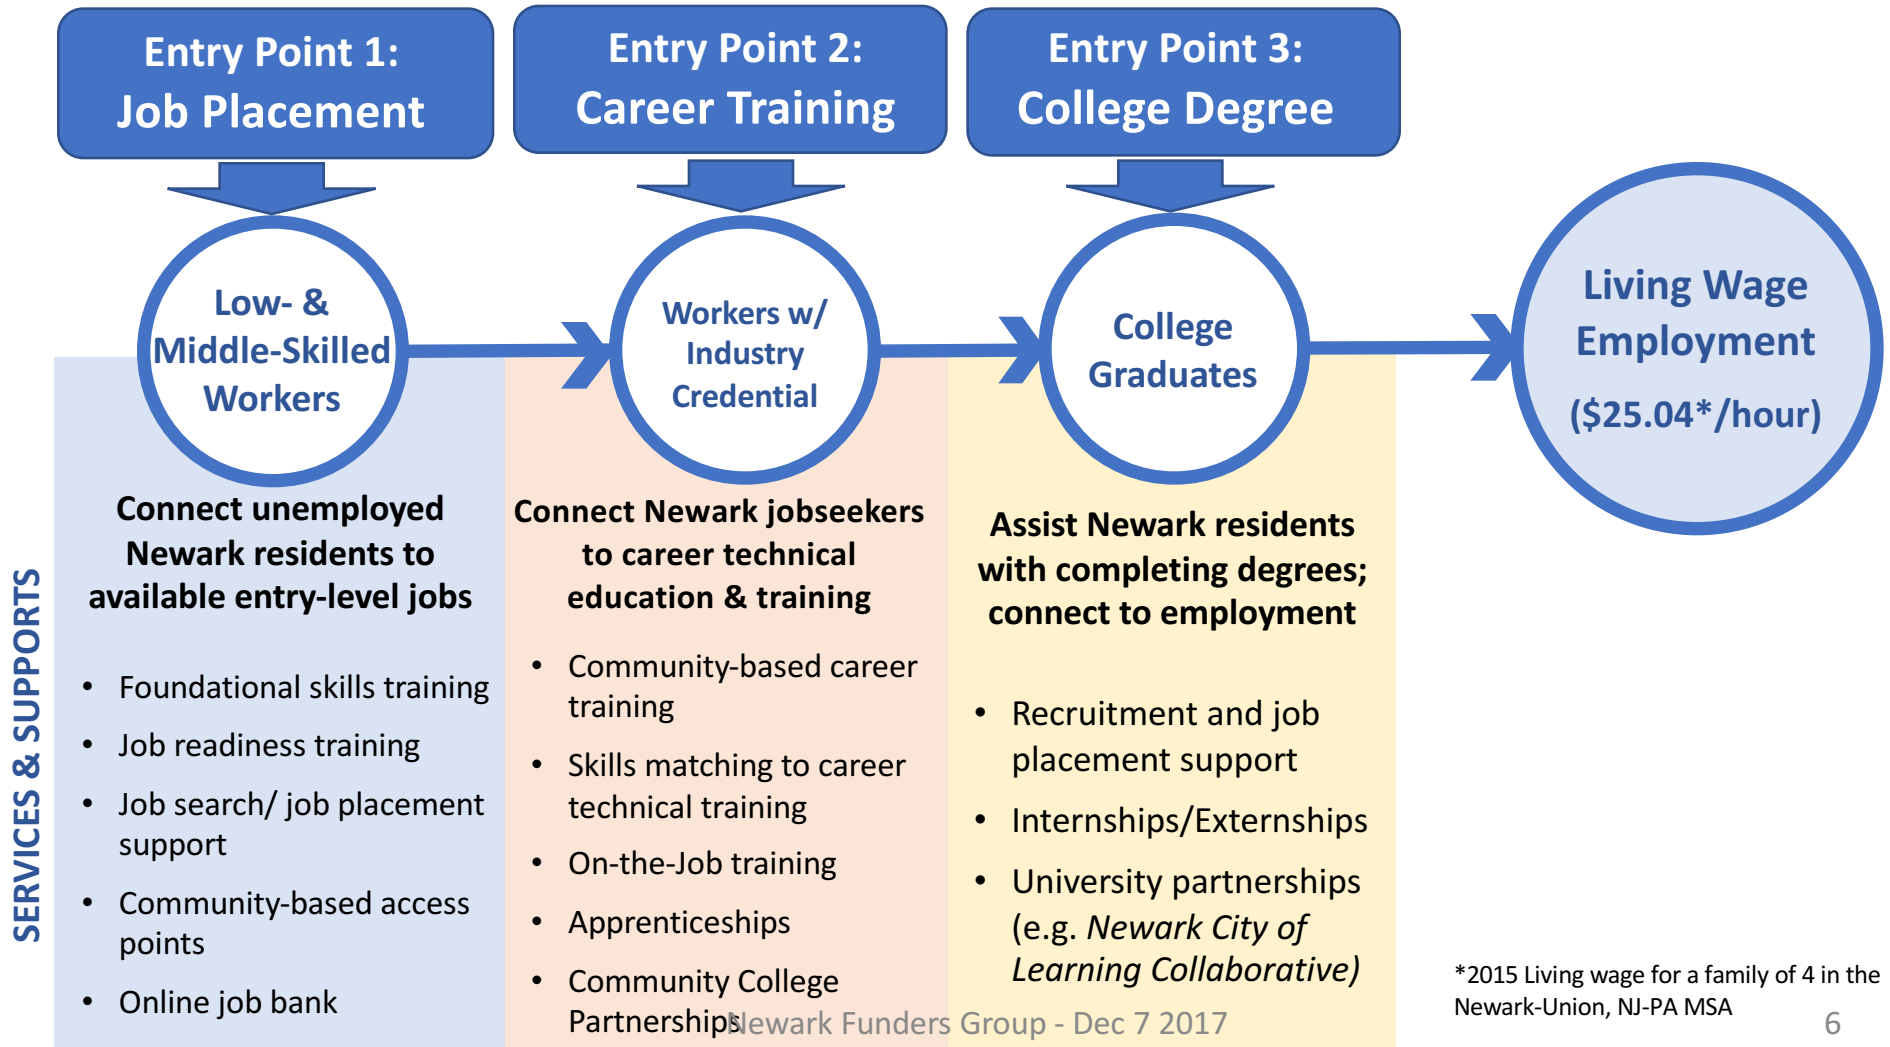 Entry Point 1:
Job Placement
Entry Point 2:
Career Training
Entry Point 3:
College Degree
Low- &
Middle-Skilled
Workers
Workers w/
Industry
Credential
College
Graduates
Living Wage
Employment
($25.04*/hour)
SERVICES & SUPPORTS
Connect unemployed
Newark residents to
available entry-level jobs
• Foundational skills training
• Job readiness training
• Job search/ job placement
support
• Community-based access
points
• Online job bank
Connect Newark jobseekers
to career technical
education & training
• Community-based career
training
• Skills matching to career
technical training
• On-the-Job training
• Apprenticeships
• Community College
Partnerships
Assist Newark residents
with completing degrees;
connect to employment
• Recruitment and job
placement support
• Internships/Externships
• University partnerships
(e.g. Newark City of
Learning Collaborative)
*2015 Living wage for a family of 4 in the
Newark-Union, NJ-PA MSA
Newark Funders Group - Dec 7 2017
6